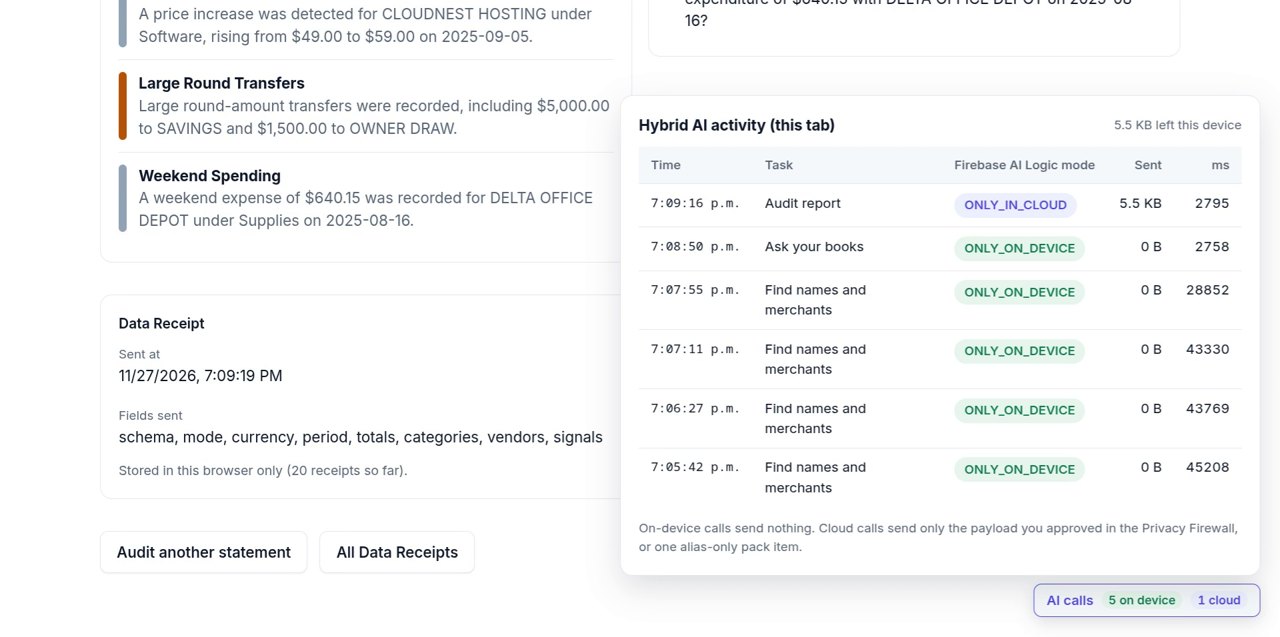 A price increase was detected for CLOUDNEST HOSTING under
Software, rising from $49.00 to $59.00 on 2025-09-05.
Large Round Transfers
Large round-amount transfers were recorded, including $5,000.00
to SAVINGS and $1,500.00 to OWNER DRAW.
Weekend Spending
A weekend expense of $640.15 was recorded for DELTA OFFICE
DEPOT under Supplies on 2025-08-16.
Data Receipt
Sent at
11/27/2026, 7:09:19 PM
Fields sent
schema, mode, currency, period, totals, categories, vendors, signals
Stored in this browser only (20 receipts so far).
Audit another statement
All Data Receipts
expenditure of $640.15 with DELTA OFFICE DEPOT on 2025-08-
16?
Hybrid AI activity (this tab)
5.5 KB left this device
Time Task Firebase AI Logic mode Sent ms
7:09:16 p.m. Audit report ONLY_IN_CLOUD 5.5 KB 2795
7:08:50 p.m. Ask your books ONLY_ON_DEVICE 0 B 2758
7:07:55 p.m. Find names and merchants ONLY_ON_DEVICE 0 B 28852
7:07:11 p.m. Find names and merchants ONLY_ON_DEVICE 0 B 43330
7:06:27 p.m. Find names and merchants ONLY_ON_DEVICE 0 B 43769
7:05:42 p.m. Find names and merchants ONLY_ON_DEVICE 0 B 45208
On-device calls send nothing. Cloud calls send only the payload you approved in the Privacy Firewall,
or one alias-only pack item.
AI calls 5 on device 1 cloud